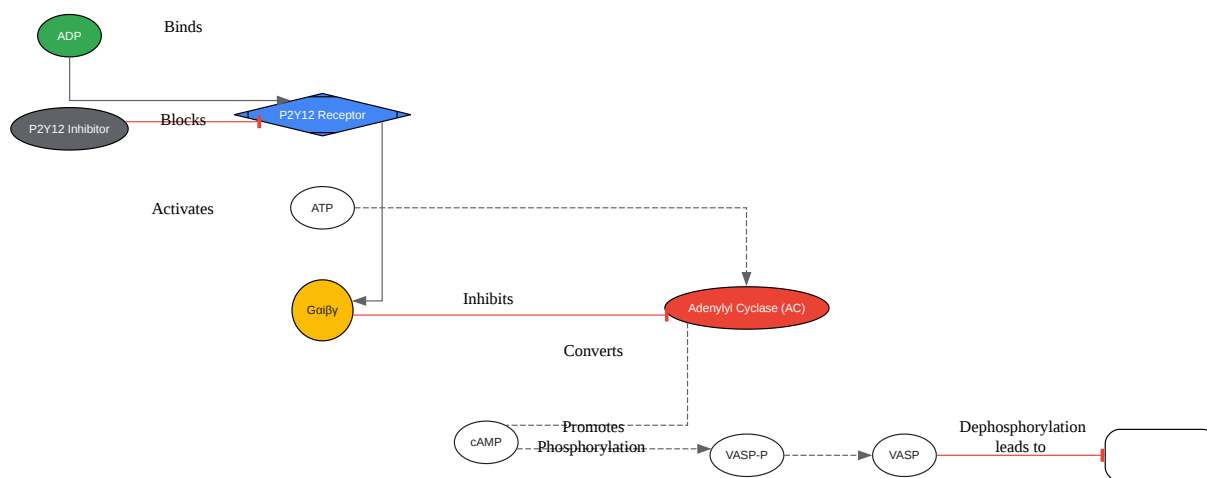 ADP
Binds
P2Y12 Receptor
P2Y12 Inhibitor
Blocks
ATP
Activates
Gαiβγ
Inhibits
Adenylyl Cyclase (AC)
Converts
cAMP
Promotes
Phosphorylation
VASP-P
VASP
Dephosphorylation
leads to